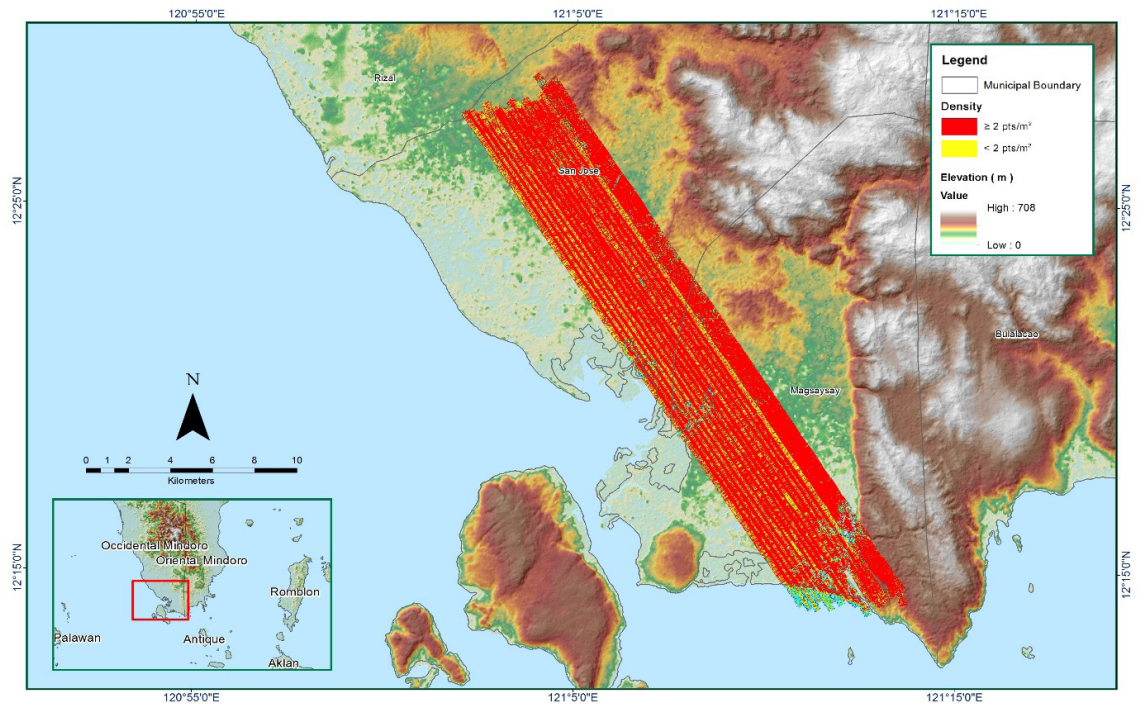 120°55'0"E
121°5'0"E
121°15'0"E
Legend
Municipal Boundary
Density
≥ 2 pts/m²
< 2 pts/m²
Elevation ( m )
Value
High : 708
Low : 0
Rizal
San Jose
12°25'0"N
12°25'0"N
Bulalacao
Magsaysay
N
0 1 2 4 6 8 10
Kilometers
Occidental Mindoro
Oriental Mindoro
Romblon
Palawan
Antique
Aklan
12°15'0"N
12°15'0"N
120°55'0"E
121°5'0"E
121°15'0"E